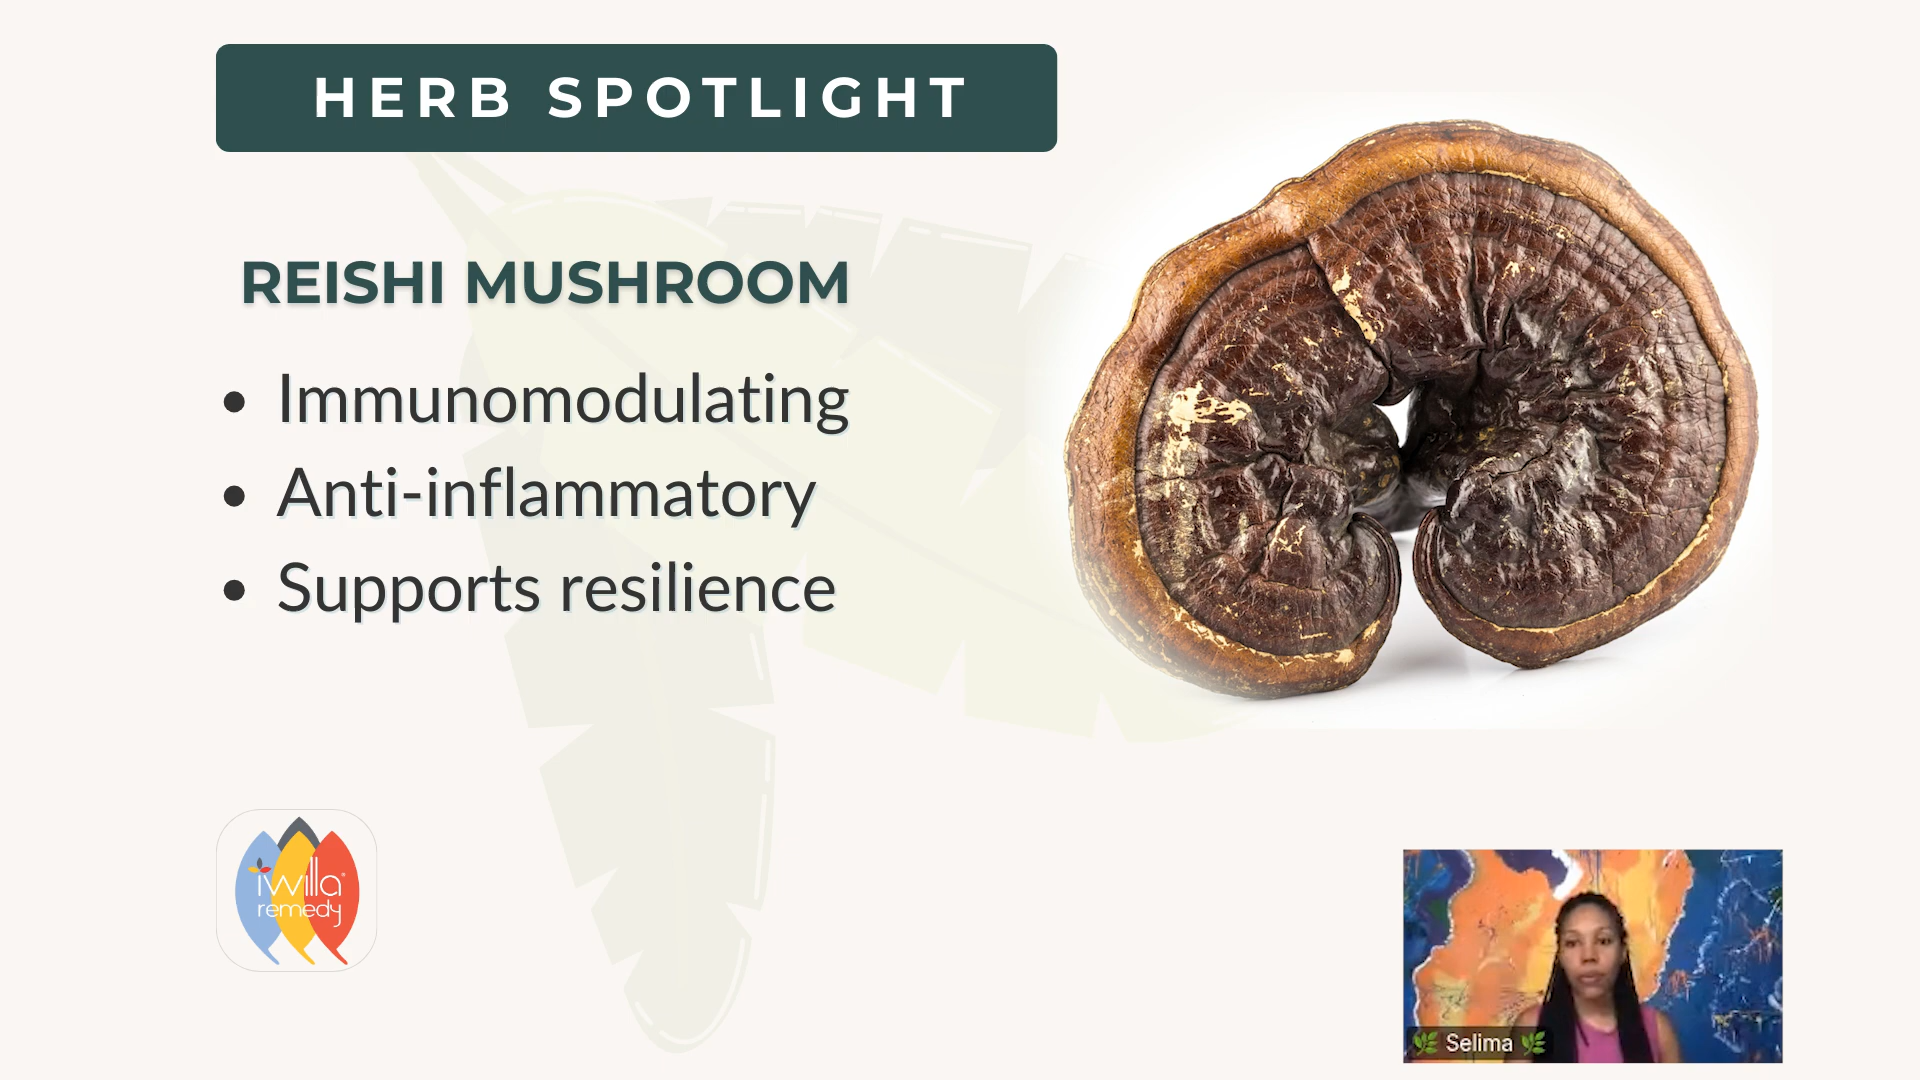 HERB SPOTLIGHT
REISHI MUSHROOM
• Immunomodulating
• Anti-inflammatory
• Supports resilience
iwilla
remedy
🌿 Selima 🌿